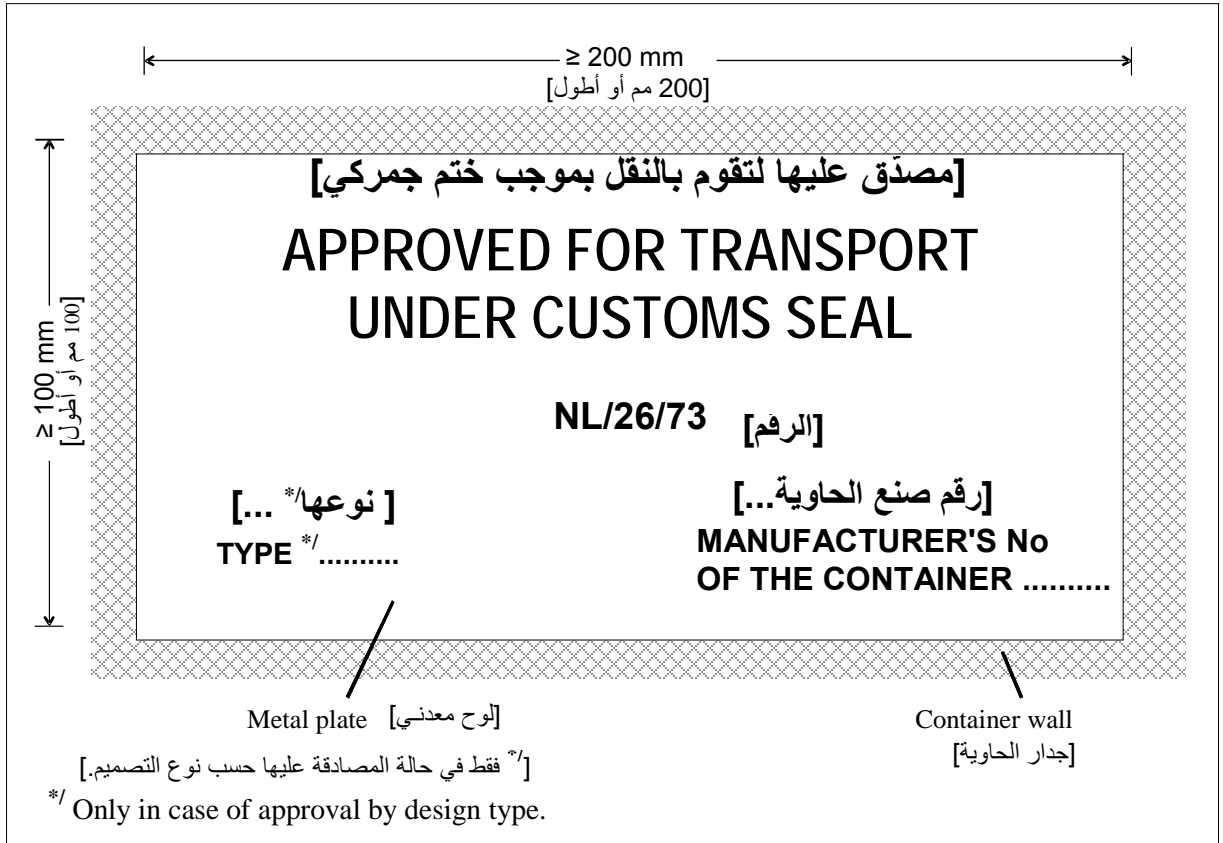 ≥ 200 mm
[200 مم أو أطول]
≥ 100 mm
[100 مم أو أطول]
[مصدّق عليها لتقوم بالنقل بموجب ختم جمركي]
APPROVED FOR TRANSPORT
UNDER CUSTOMS SEAL
NL/26/73 [الرقم]
[رقم صنع الحاوية...]
MANUFACTURER'S No
OF THE CONTAINER ..........
[ نوعها*/ ...]
TYPE */..........
Metal plate [لوح معدني]
Container wall
[جدار الحاوية]
[*/ فقط في حالة المصادقة عليها حسب نوع التصميم.]
*/ Only in case of approval by design type.